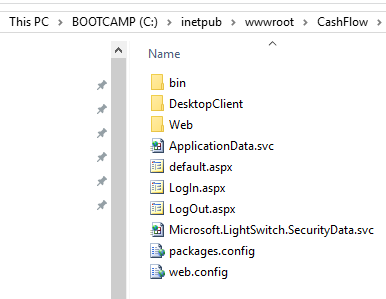 This PC > BOOTCAMP (C:) > inetpub > wwwroot > CashFlow >
Name
bin
DesktopClient
Web
ApplicationData.svc
default.aspx
LogIn.aspx
LogOut.aspx
Microsoft.LightSwitch.SecurityData.svc
packages.config
web.config